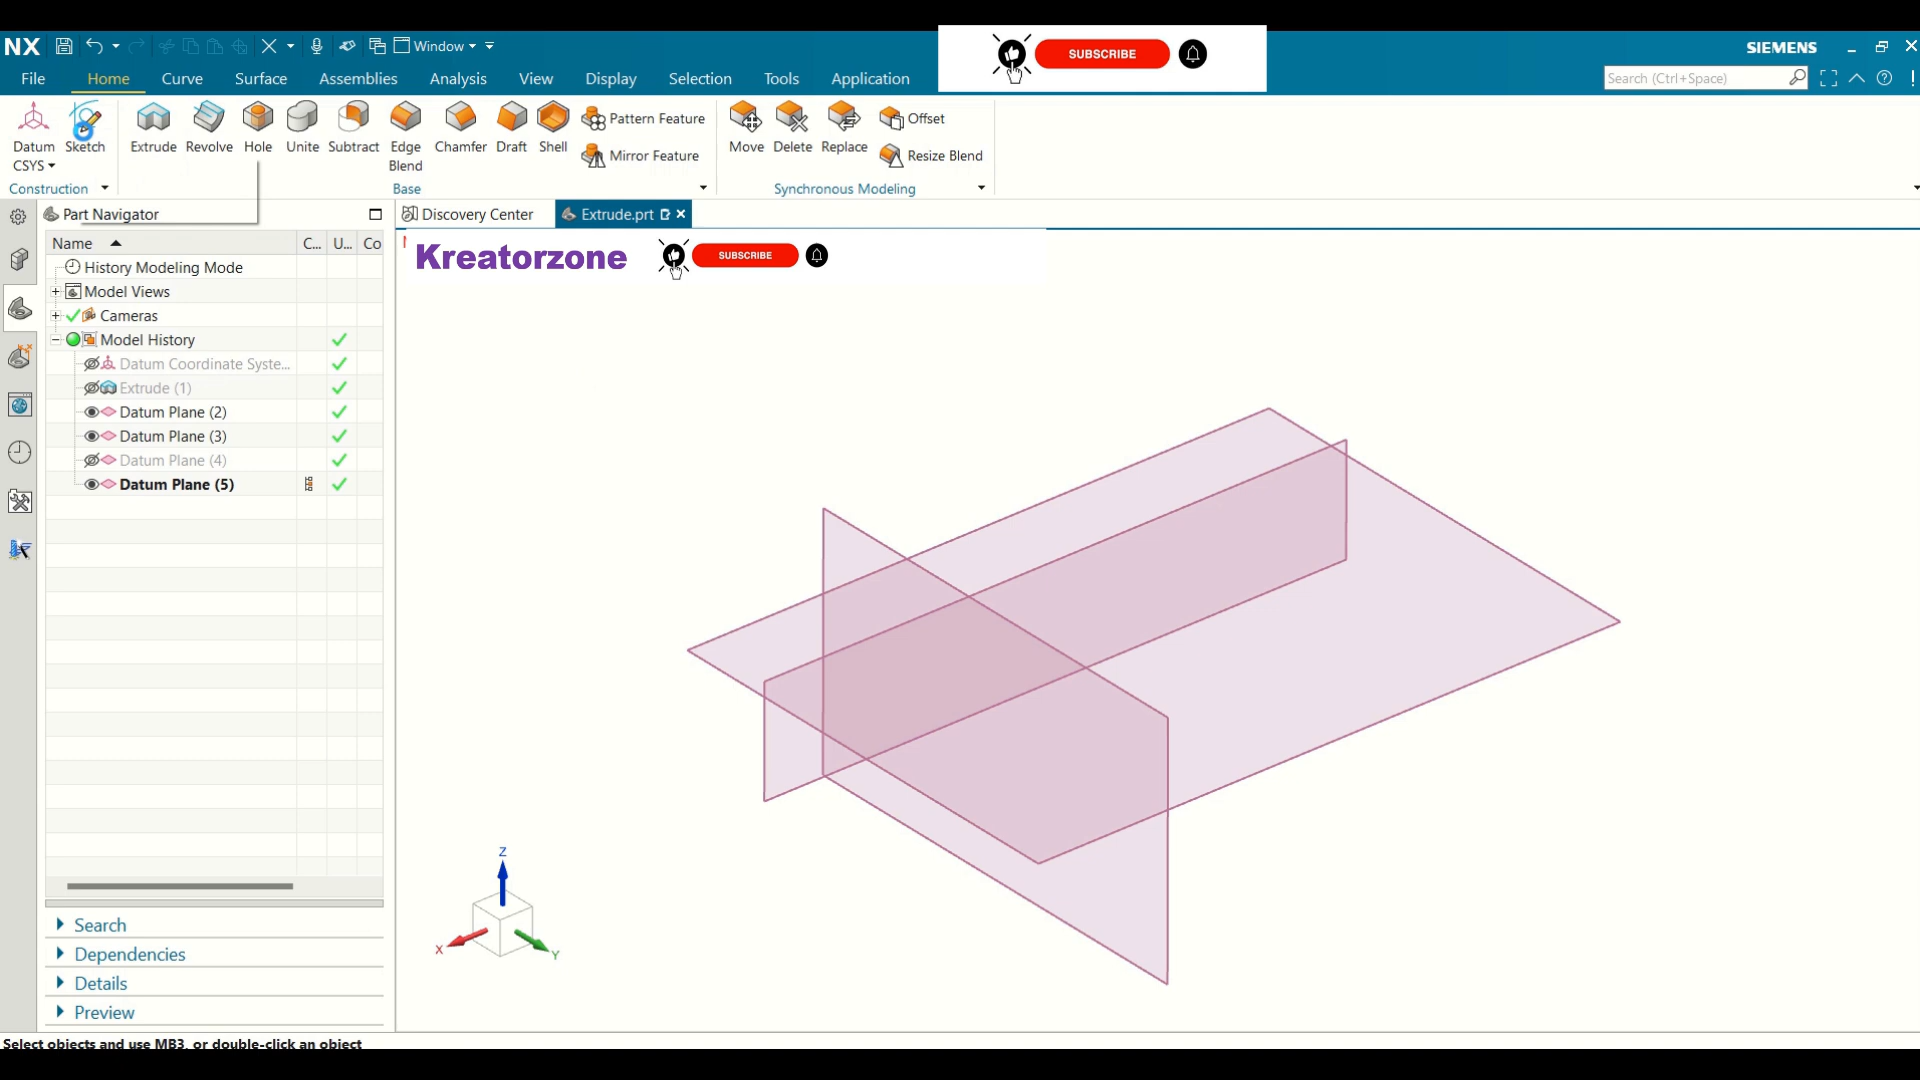 NX Window SIEMENS
SUBSCRIBE
File Home Curve Surface Assemblies Analysis View Display Selection Tools Application
Search (Ctrl+Space)
Datum CSYS
Sketch
Extrude
Revolve
Hole
Unite
Subtract
Edge Blend
Chamfer
Draft
Shell
Pattern Feature
Mirror Feature
Move
Delete
Replace
Offset
Resize Blend
Construction
Base
Synchronous Modeling
Part Navigator
Discovery Center
Extrude.prt
Name C... U... Co
History Modeling Mode
Model Views
Cameras
Model History
Datum Coordinate Syste...
Extrude (1)
Datum Plane (2)
Datum Plane (3)
Datum Plane (4)
Datum Plane (5)
Kreatorzone
SUBSCRIBE
Z
X
Y
Search
Dependencies
Details
Preview
Select objects and use MB3, or double-click an object